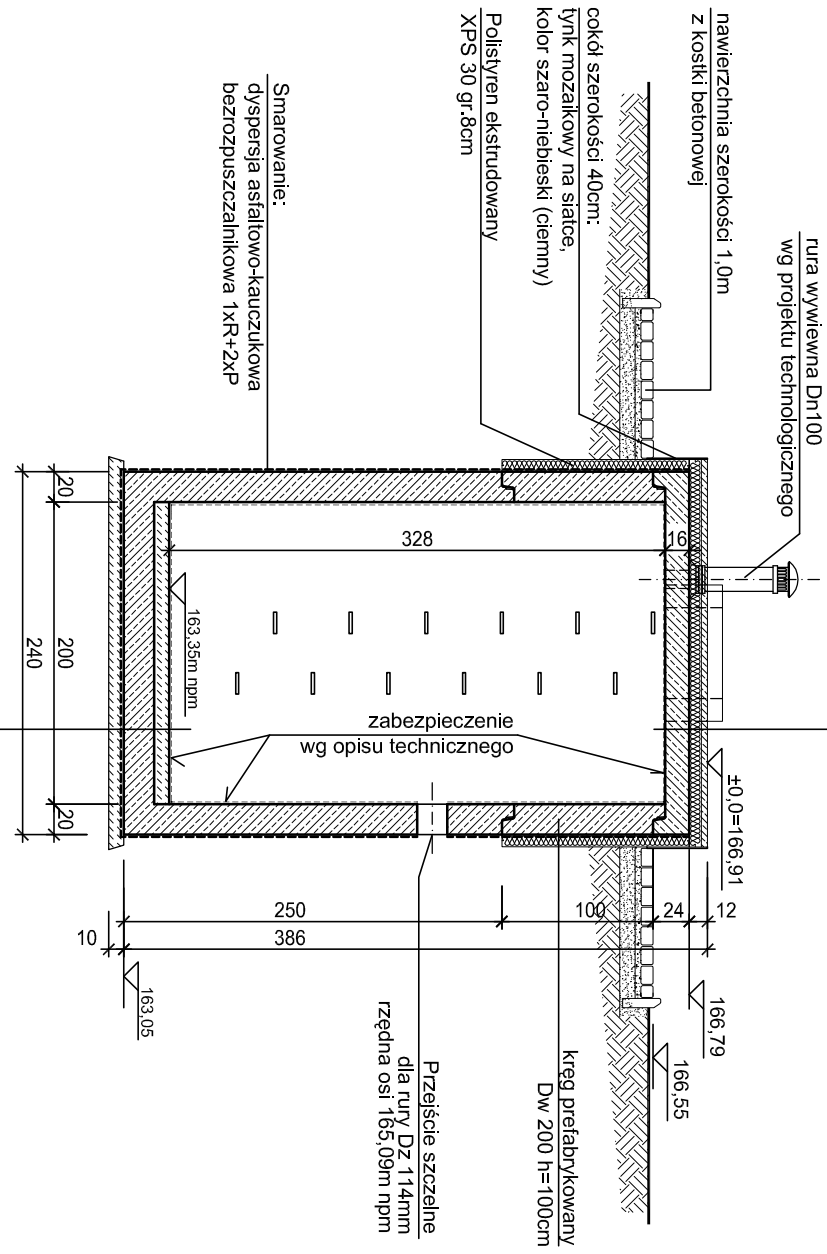 rura wywiewna Dn100
wg projektu technologicznego
nawierzchnia szerokości 1,0m
z kostki betonowej
cokół szerokości 40cm:
tynk mozaikowy na siatce,
kolor szaro-niebieski (ciemny)
Polistyren ekstrudowany
XPS 30 gr.8cm
Smarowanie:
dyspersja asfaltowo-kauczukowa
bezrozpuszczalnikowa 1xR+2xP
328
16
163,35m npm
zabezpieczenie
wg opisu technicznego
20
200
20
240
±0,0=166,91
250
100
24
12
10
386
163,05
166,79
166,55
kręg prefabrykowany
Dw 200 h=100cm
Przejście szczelne
dla rury Dz 114mm
rzędna osi 165,09m npm